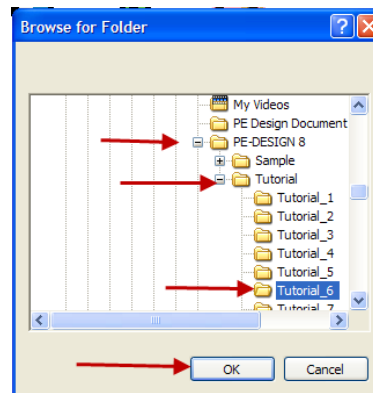 Browse for Folder
My Videos
PE Design Document
PE-DESIGN 8
Sample
Tutorial
Tutorial_1
Tutorial_2
Tutorial_3
Tutorial_4
Tutorial_5
Tutorial_6
Tutorial_7
OK
Cancel